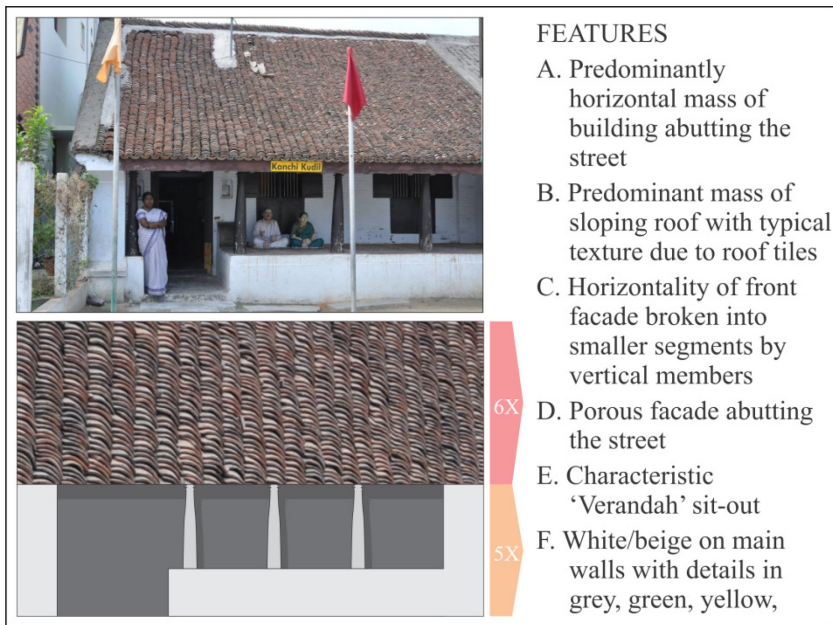 Kanchi Kudil
6X
5X
FEATURES
A. Predominantly
horizontal mass of
building abutting the
street
B. Predominant mass of
sloping roof with typical
texture due to roof tiles
C. Horizontality of front
facade broken into
smaller segments by
vertical members
D. Porous facade abutting
the street
E. Characteristic
‘Verandah’ sit-out
F. White/beige on main
walls with details in
grey, green, yellow,